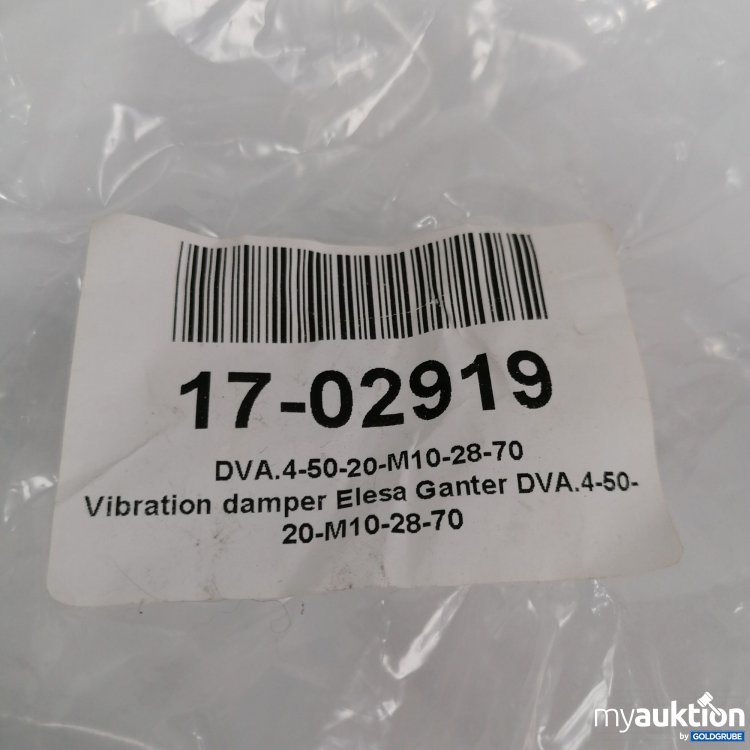 17-02919
DVA.4-50-20-M10-28-70
Vibration damper Elesa Ganter DVA.4-50-
20-M10-28-70
myauktion
by GOLDGRUBE